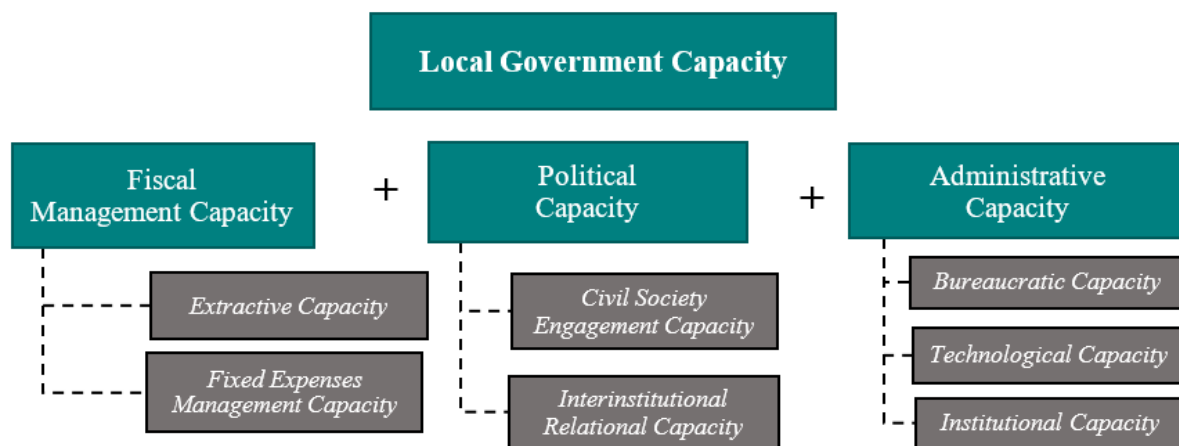 Local Government Capacity
Fiscal
Management Capacity
+
Political
Capacity
+
Administrative
Capacity
Extractive Capacity
Fixed Expenses
Management Capacity
Civil Society
Engagement Capacity
Interinstitutional
Relational Capacity
Bureaucratic Capacity
Technological Capacity
Institutional Capacity